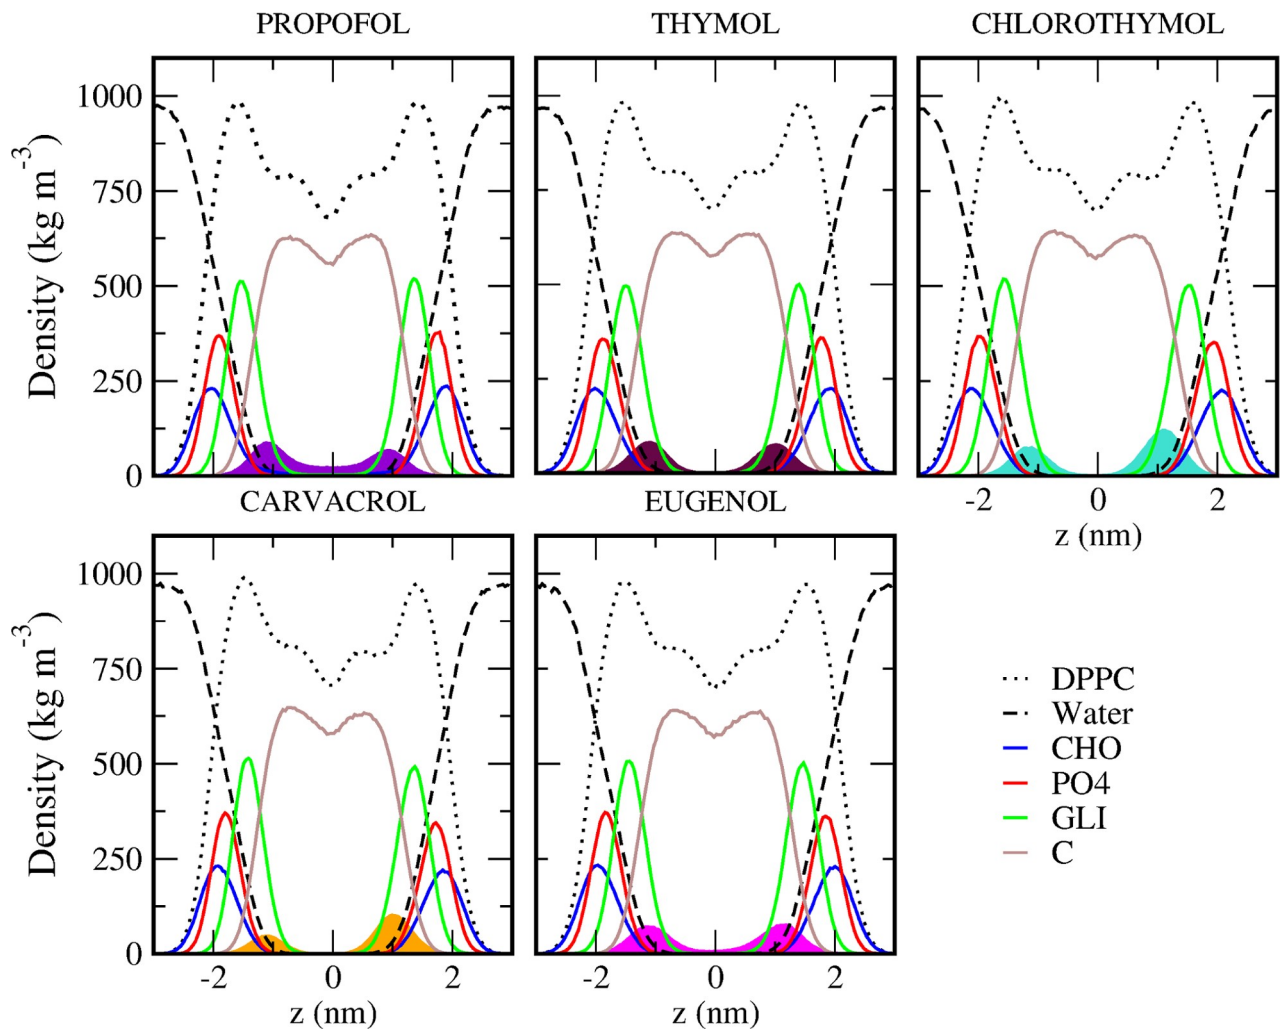 PROPOFOL THYMOL CHLOROTHYMOL
1000
750
500
250
0
Density (kg m-3)
-2 0 2
z (nm)
CARVACROL EUGENOL
1000
750
500
250
0
Density (kg m-3)
-2 0 2 -2 0 2
z (nm) z (nm)
DPPC
Water
CHO
PO4
GLI
C